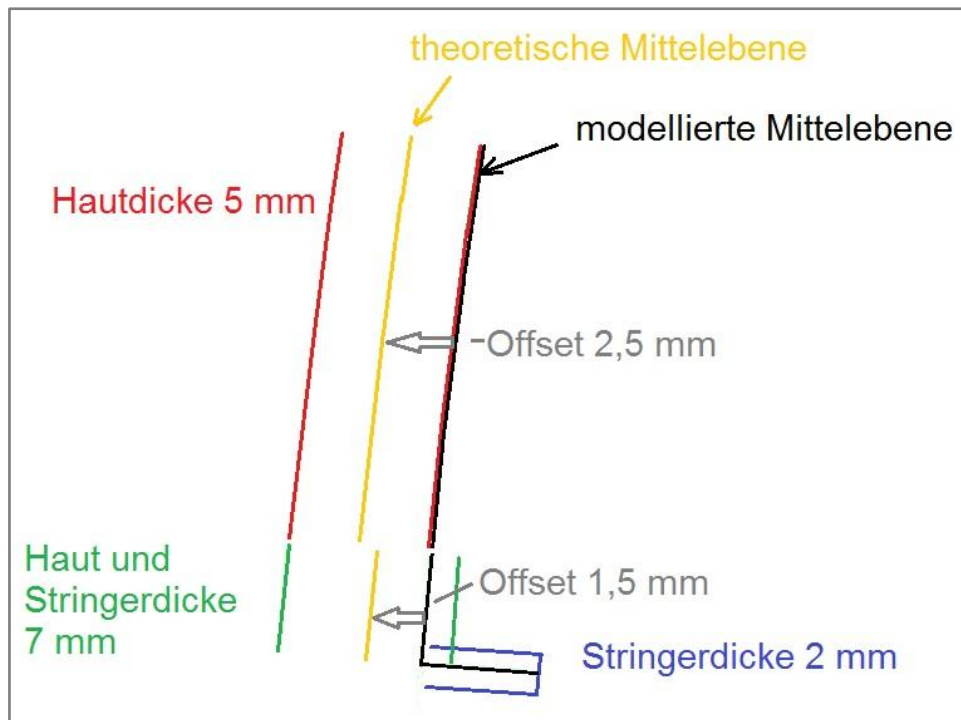 theoretische Mittelebene
modellierte Mittelebene
Hautdicke 5 mm
Offset 2,5 mm
Haut und
Stringerdicke
7 mm
Offset 1,5 mm
Stringerdicke 2 mm